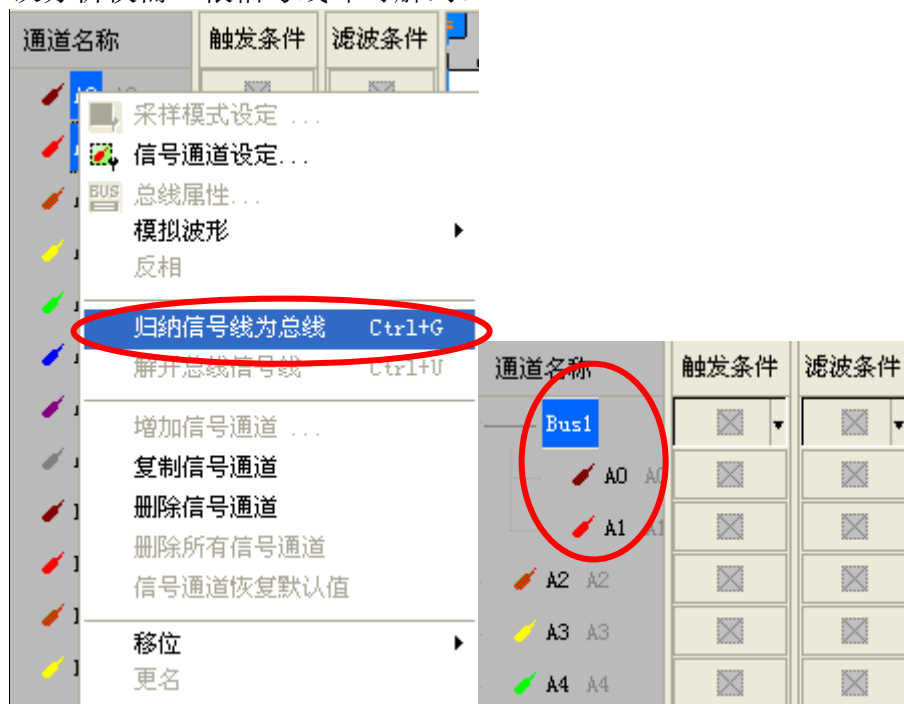 通道名称 触发条件 滤波条件
采样模式设定 ...
信号通道设定...
BUS 总线属性...
模拟波形
反相
归纳信号线为总线 Ctrl+G
解开总线信号线 Ctrl+U
增加信号通道 ...
复制信号通道
删除信号通道
删除所有信号通道
信号通道恢复默认值
移位
更名
通道名称 触发条件 滤波条件
Bus1
A0 A0
A1 A1
A2 A2
A3 A3
A4 A4